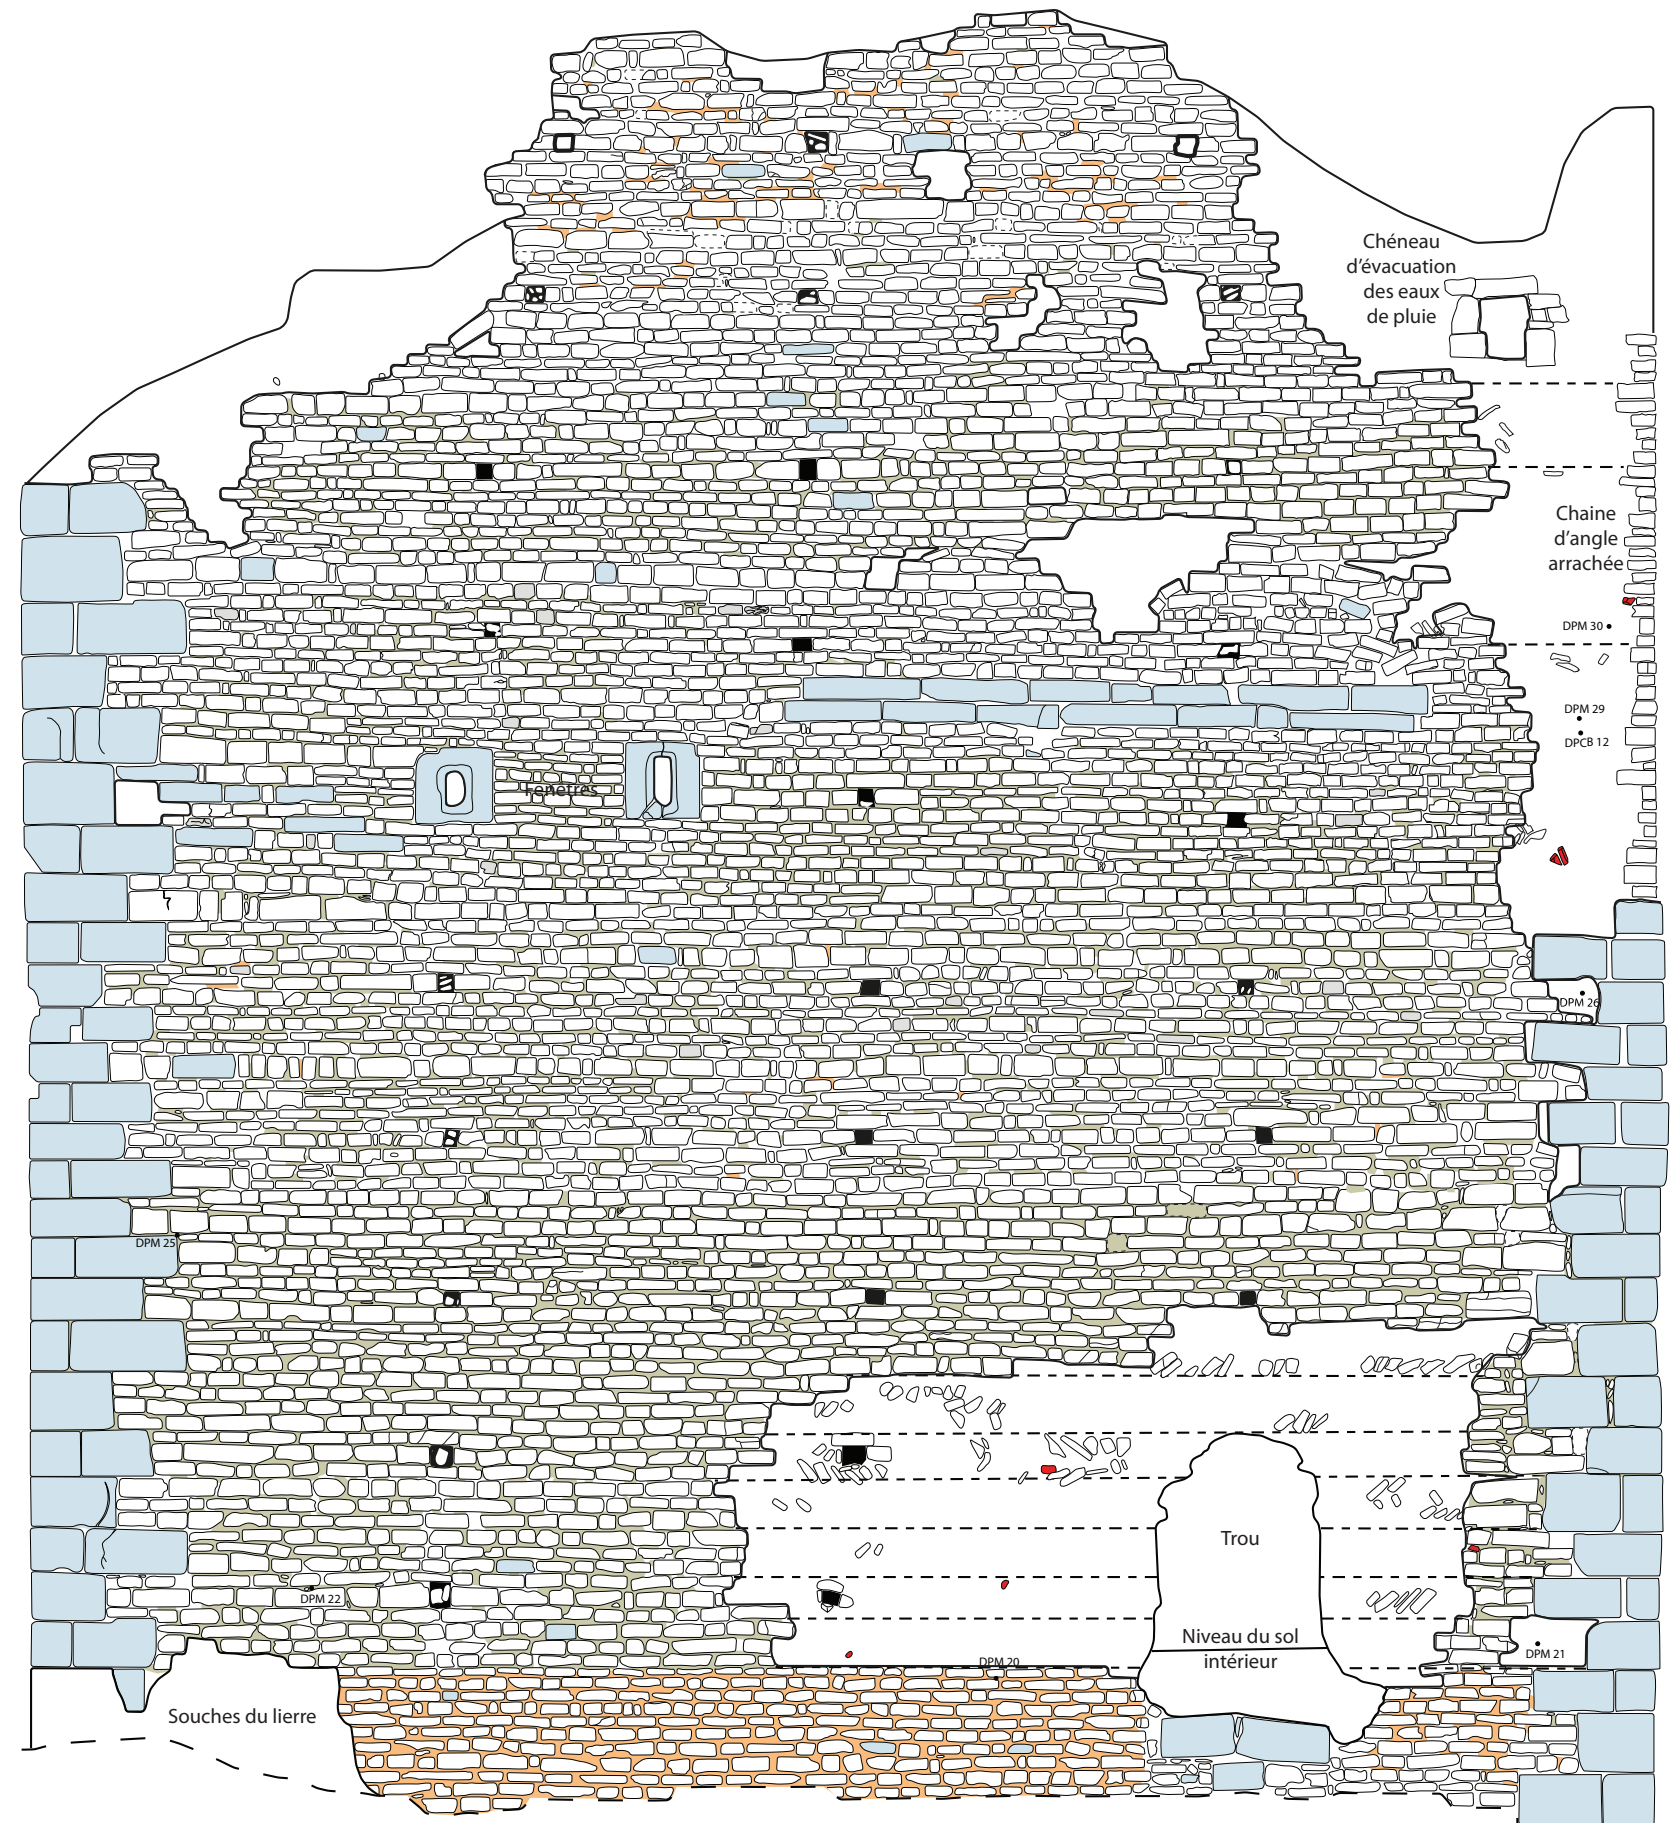 Chéneau
d'évacuation
des eaux
de pluie
Chaine
d'angle
arrachée
DPM 30
DPM 29
DPCB 12
Fenêtres
DPM 26
DPM 25
Trou
DPM 22
Niveau du sol
intérieur
DPM 21
DPM 20
Souches du lierre